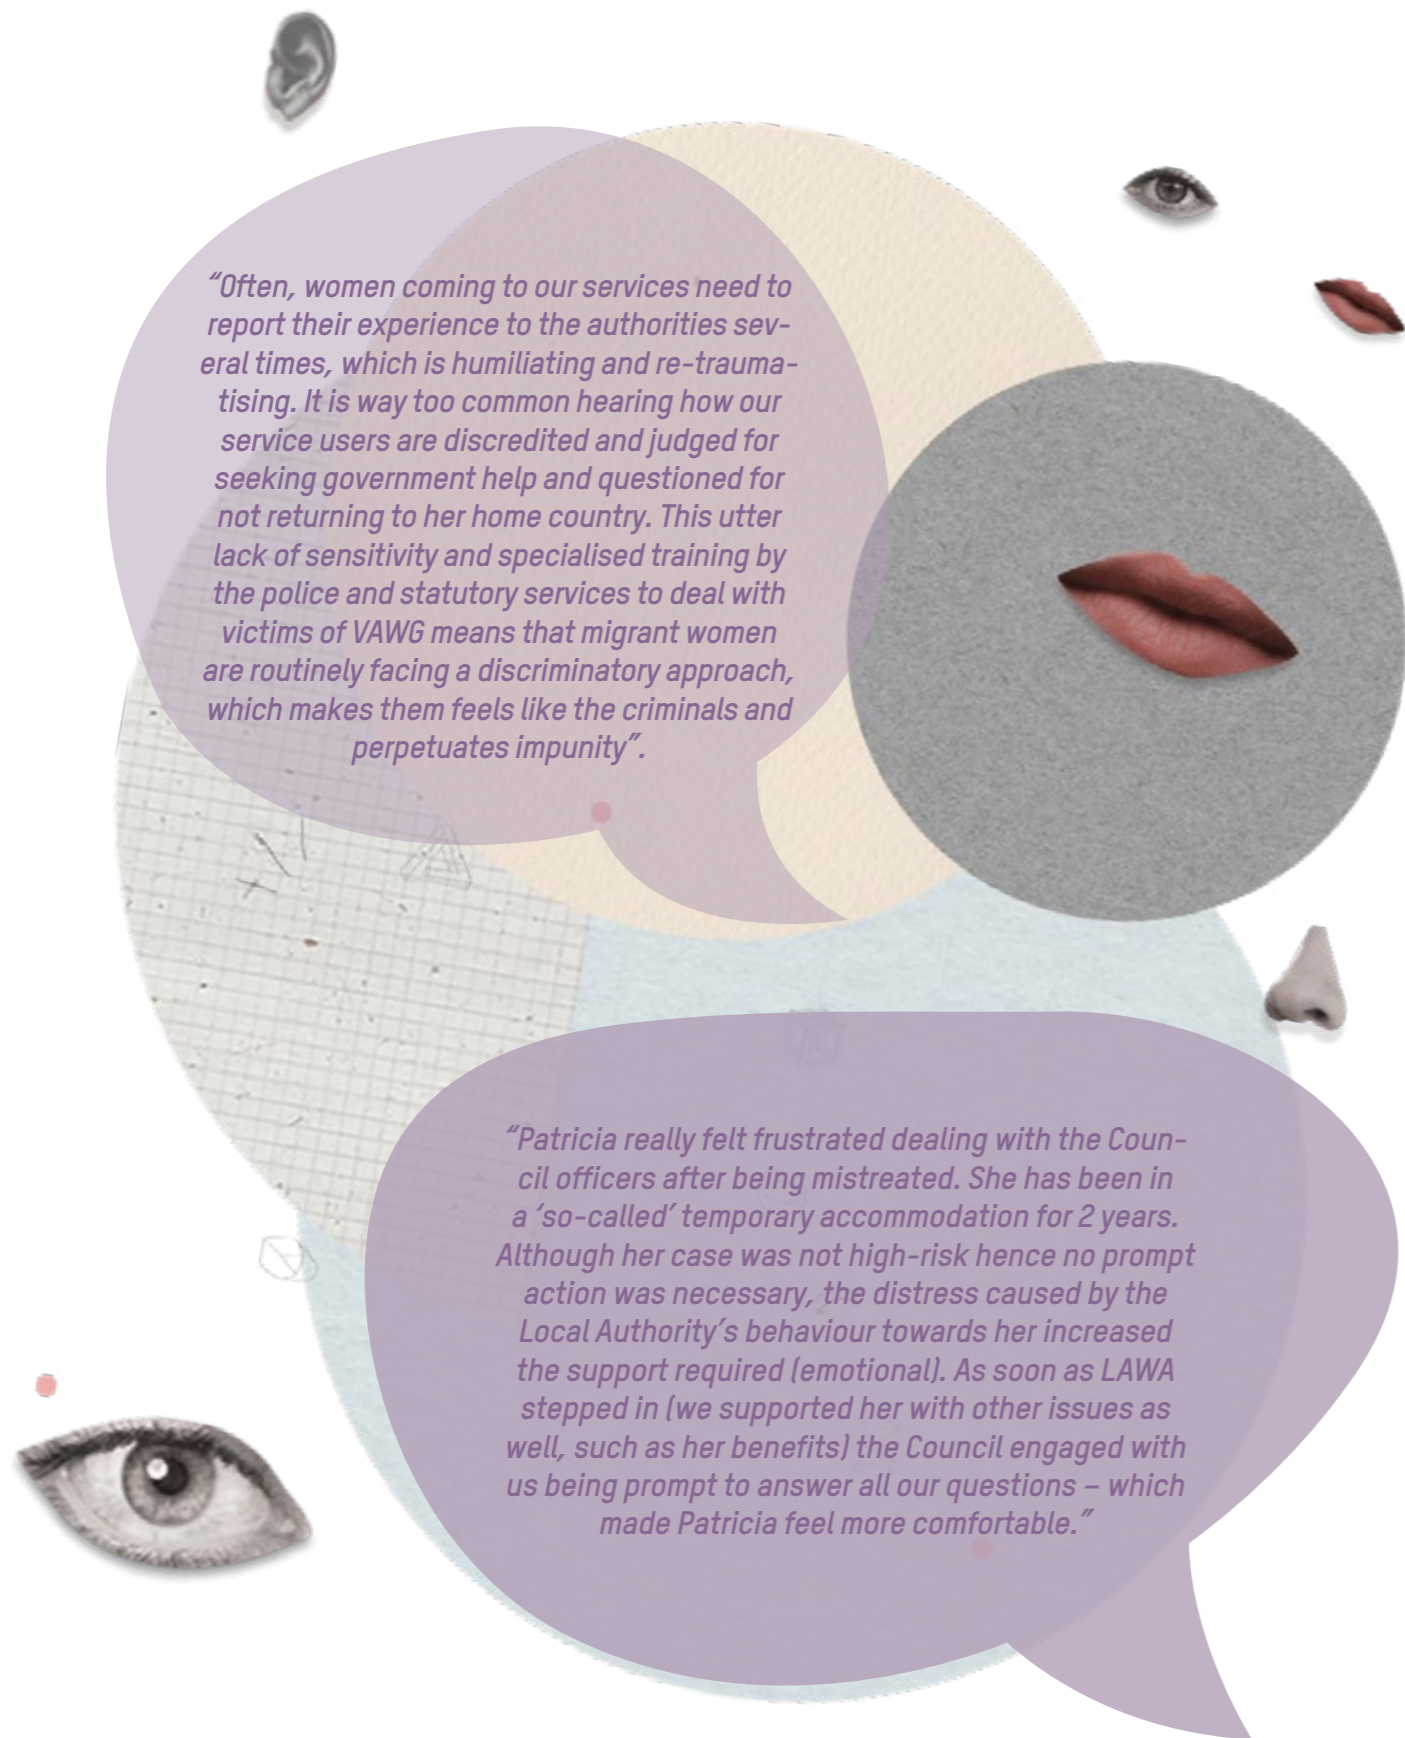 “Often, women coming to our services need to
report their experience to the authorities sev-
eral times, which is humiliating and re-trauma-
tising. It is way too common hearing how our
service users are discredited and judged for
seeking government help and questioned for
not returning to her home country. This utter
lack of sensitivity and specialised training by
the police and statutory services to deal with
victims of VAWG means that migrant women
are routinely facing a discriminatory approach,
which makes them feels like the criminals and
perpetuates impunity”.
“Patricia really felt frustrated dealing with the Coun-
cil officers after being mistreated. She has been in
a ‘so-called’ temporary accommodation for 2 years.
Although her case was not high-risk hence no prompt
action was necessary, the distress caused by the
Local Authority’s behaviour towards her increased
the support required (emotional). As soon as LAWA
stepped in (we supported her with other issues as
well, such as her benefits) the Council engaged with
us being prompt to answer all our questions – which
made Patricia feel more comfortable.”